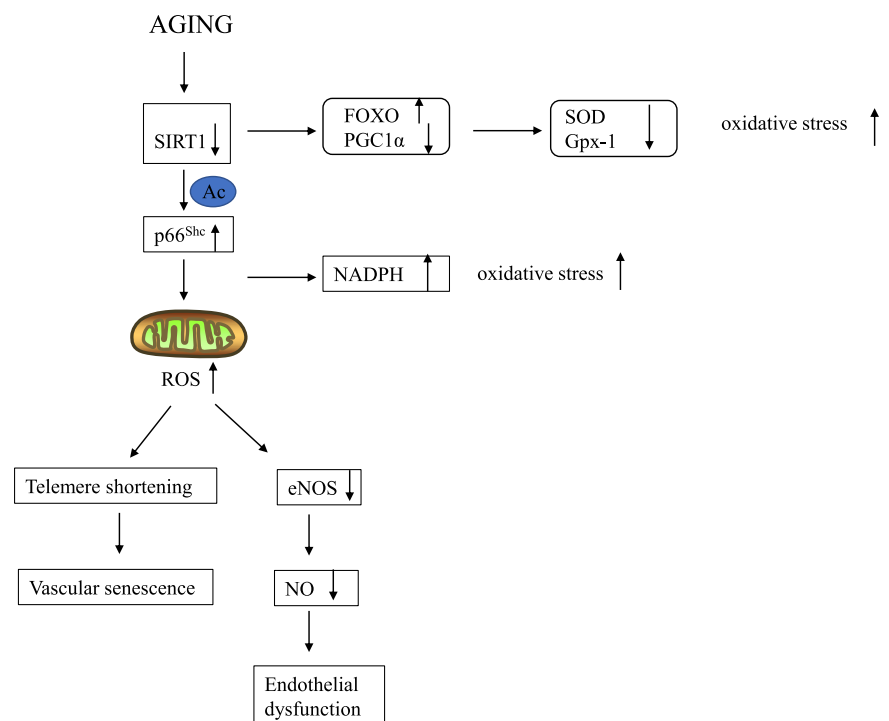 AGING
SIRT1
FOXO
PGC1α
SOD
Gpx-1
oxidative stress
Ac
p66Shc
NADPH
oxidative stress
ROS
Telemere shortening
eNOS
Vascular senescence
NO
Endothelial
dysfunction